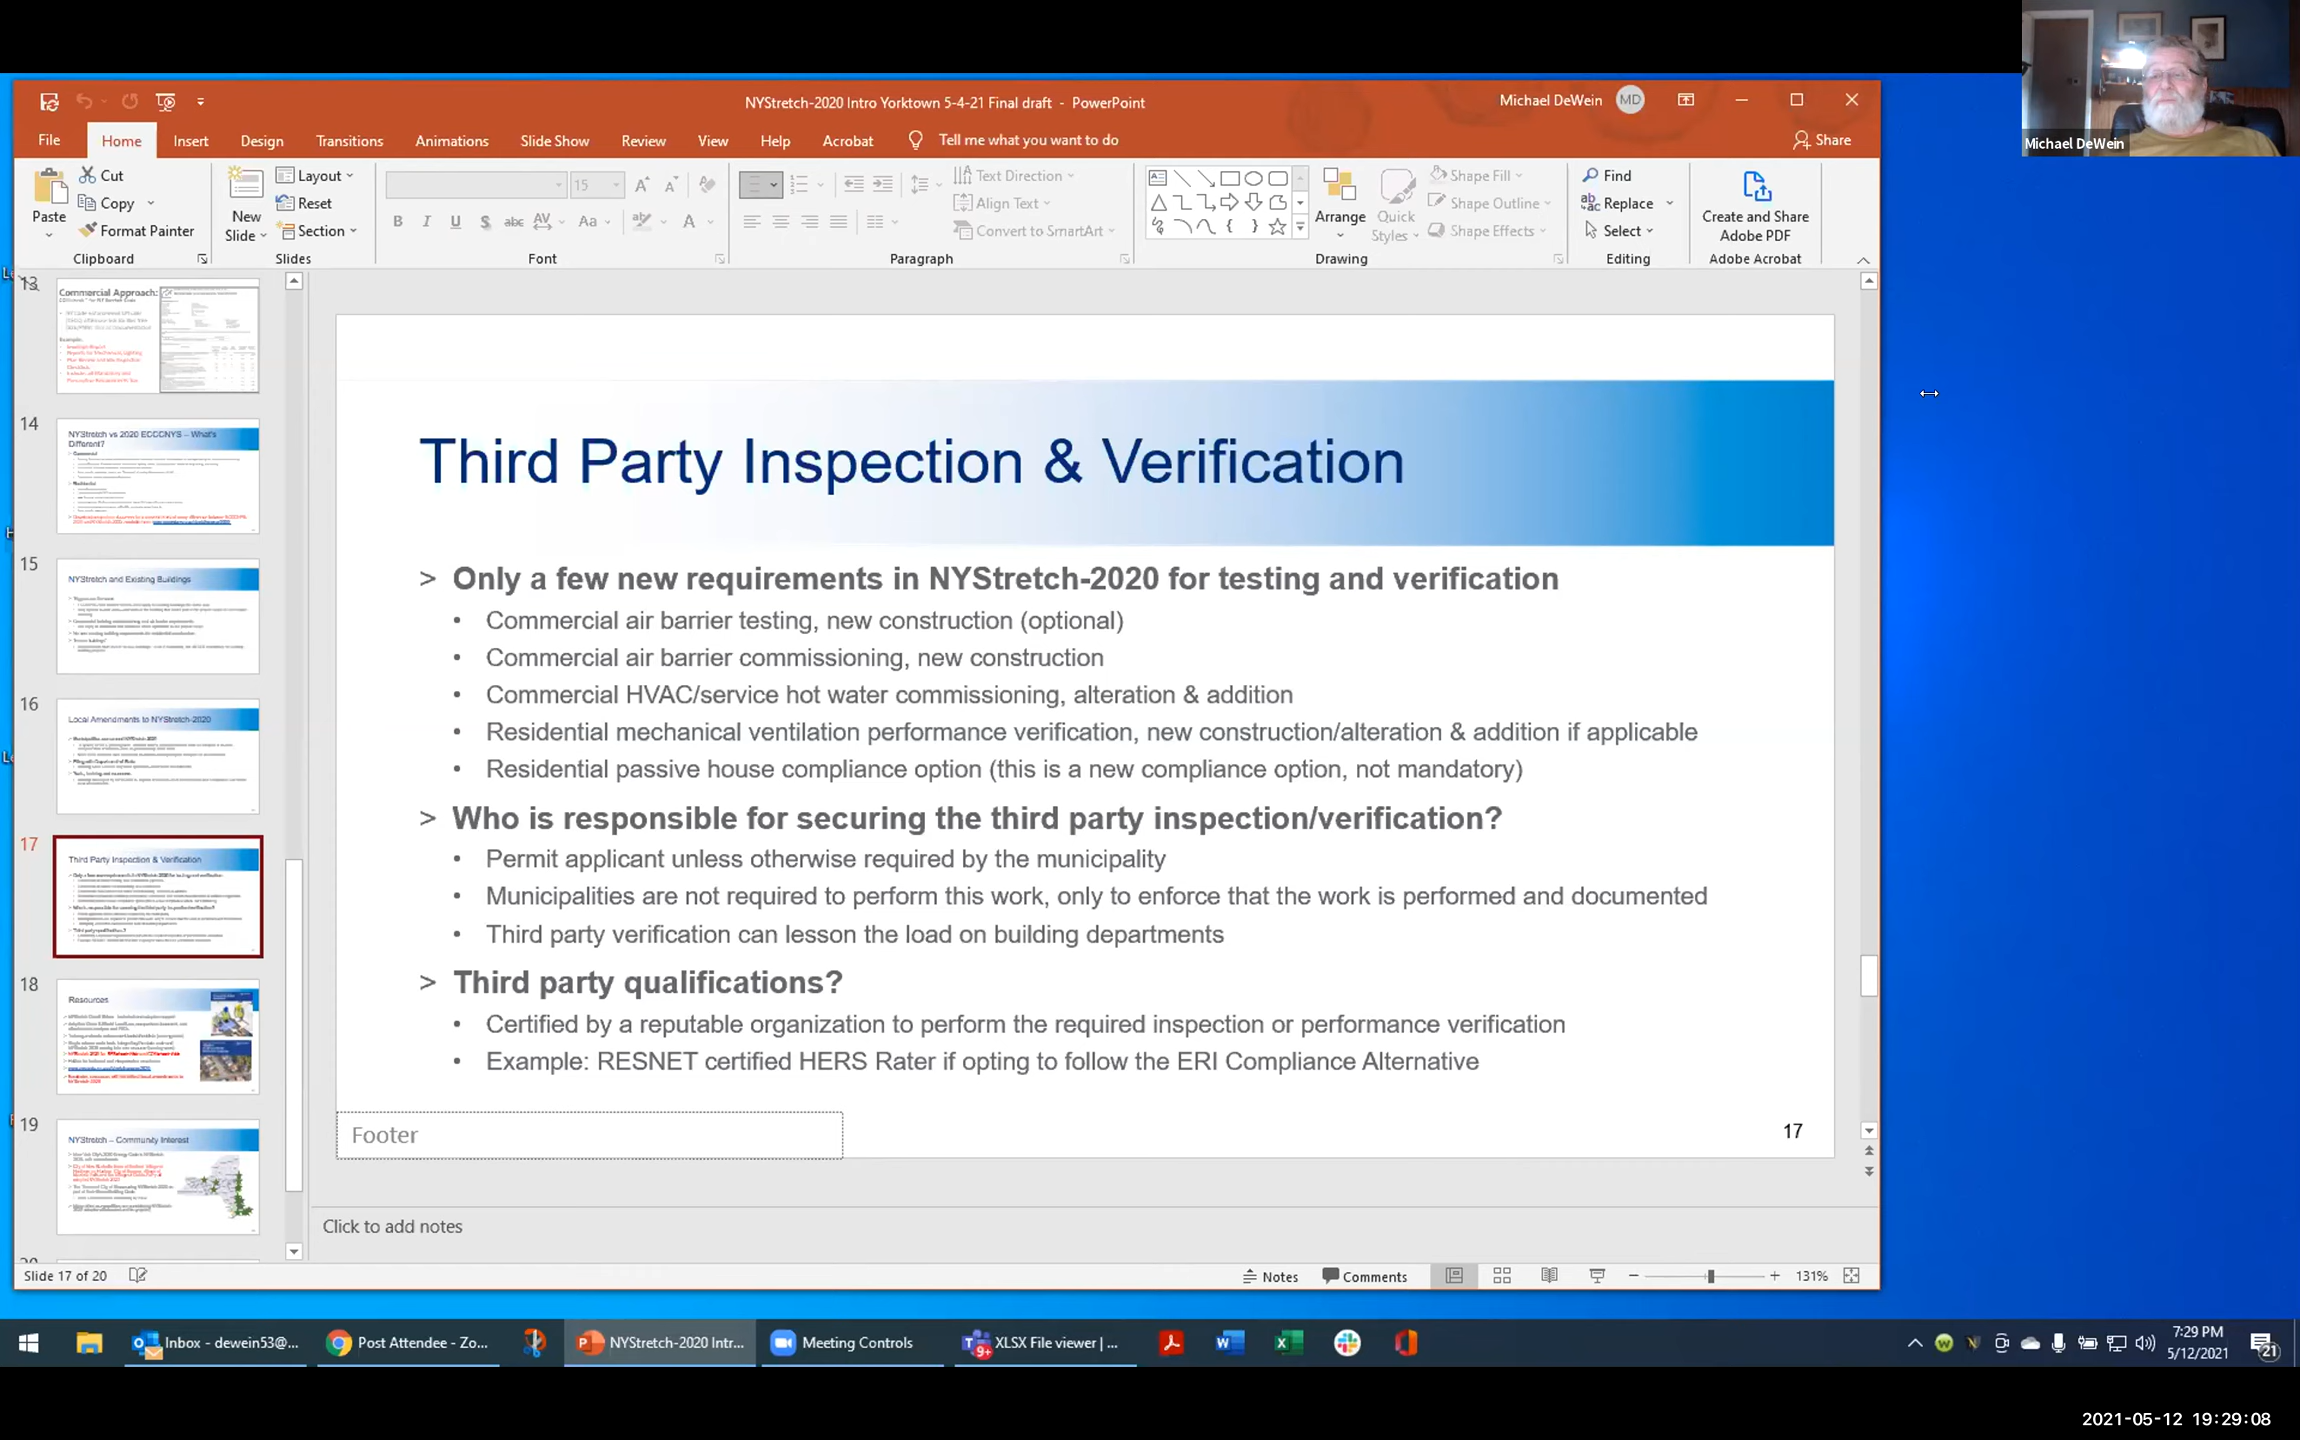 NYStretch-2020 Intro Yorktown 5-4-21 Final draft - PowerPoint
Michael DeWein
MD
Michael DeWein
File Home Insert Design Transitions Animations Slide Show Review View Help Acrobat Tell me what you want to do Share
Paste
Cut
Copy
Format Painter
Clipboard
New Slide
Layout
Reset
Section
Slides
15
Font
Text Direction
Align Text
Convert to SmartArt
Paragraph
Arrange
Quick Styles
Shape Fill
Shape Outline
Shape Effects
Drawing
Find
Replace
Select
Editing
Create and Share
Adobe PDF
Adobe Acrobat
13
Commercial Approach:
14
NYStretch vs 2020 ECCCNYS – What's
Different?
15
NYStretch and Existing Buildings
16
Local Amendments to NYStretch-2020
17
Third Party Inspection & Verification
18
Resources
19
NYStretch – Community Interest
Third Party Inspection & Verification
> Only a few new requirements in NYStretch-2020 for testing and verification
• Commercial air barrier testing, new construction (optional)
• Commercial air barrier commissioning, new construction
• Commercial HVAC/service hot water commissioning, alteration & addition
• Residential mechanical ventilation performance verification, new construction/alteration & addition if applicable
• Residential passive house compliance option (this is a new compliance option, not mandatory)
> Who is responsible for securing the third party inspection/verification?
• Permit applicant unless otherwise required by the municipality
• Municipalities are not required to perform this work, only to enforce that the work is performed and documented
• Third party verification can lesson the load on building departments
> Third party qualifications?
• Certified by a reputable organization to perform the required inspection or performance verification
• Example: RESNET certified HERS Rater if opting to follow the ERI Compliance Alternative
Footer
17
Click to add notes
Slide 17 of 20
Notes
Comments
131%
Inbox - dewein53@...
Post Attendee - Zo...
NYStretch-2020 Intr...
Meeting Controls
XLSX File viewer | ...
9+
7:29 PM
5/12/2021
21
2021-05-12 19:29:08